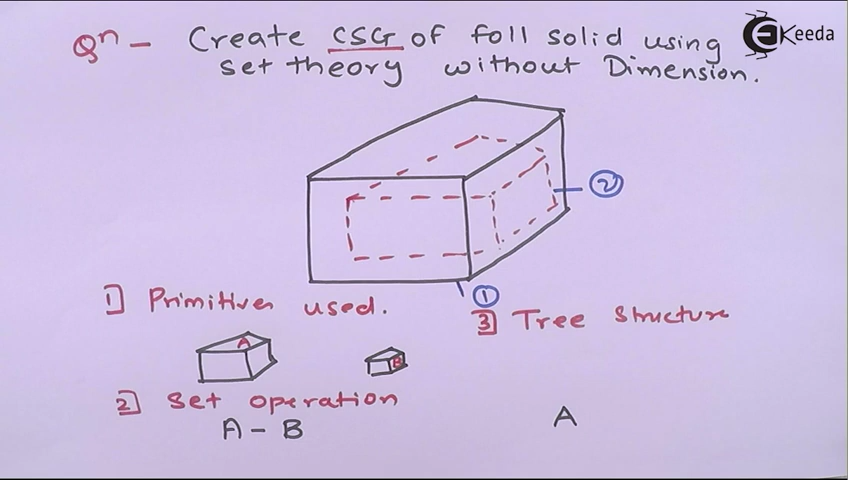 Qⁿ - Create CSG of foll solid using
set theory without Dimension.
EKeeda
②
①
1] Primitives used.
3] Tree Structure
A
B
2] Set operation
A - B
A